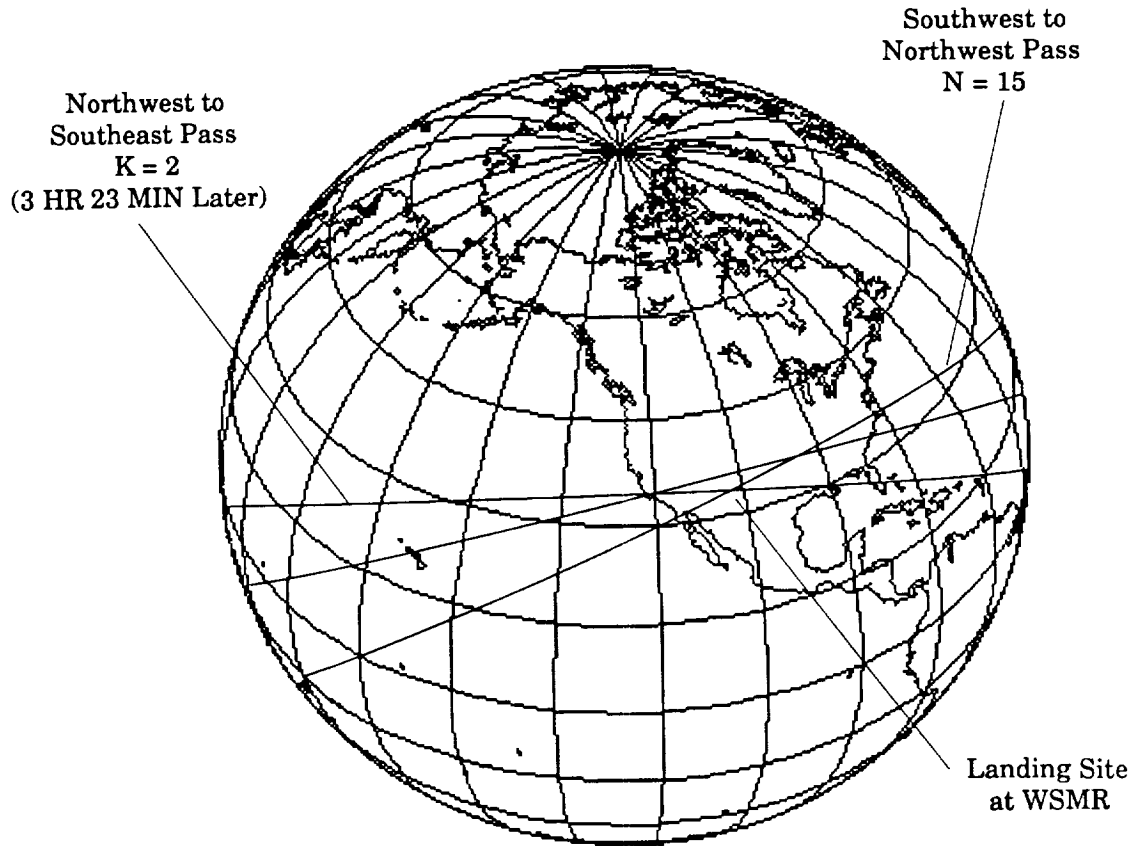 Southwest to
Northwest Pass
N = 15
Northwest to
Southeast Pass
K = 2
(3 HR 23 MIN Later)
Landing Site
at WSMR